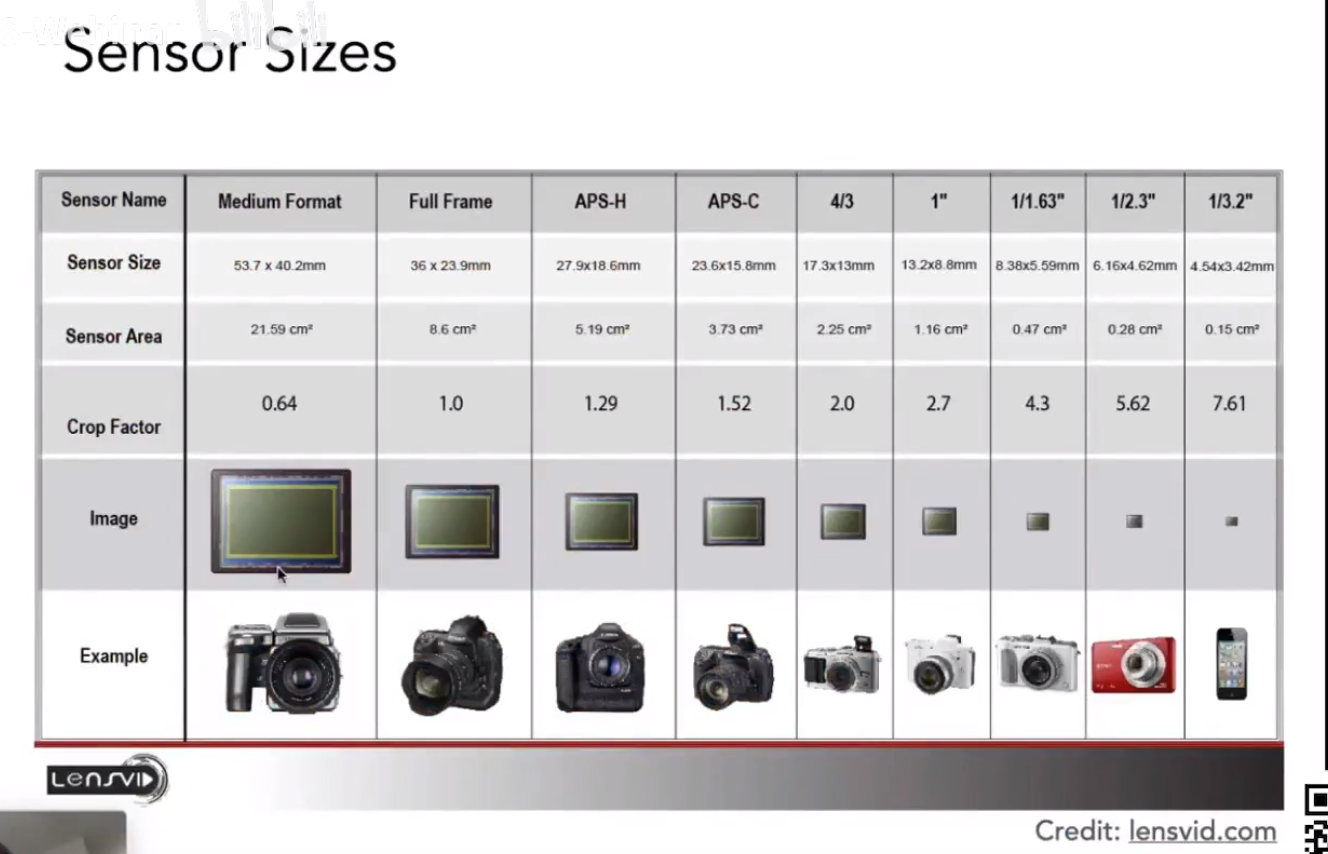 Sensor Sizes
Sensor Name Medium Format Full Frame APS-H APS-C 4/3 1" 1/1.63" 1/2.3" 1/3.2"
Sensor Size 53.7 x 40.2mm 36 x 23.9mm 27.9x18.6mm 23.6x15.8mm 17.3x13mm 13.2x8.8mm 8.38x5.59mm 6.16x4.62mm 4.54x3.42mm
Sensor Area 21.59 cm² 8.6 cm² 5.19 cm² 3.73 cm² 2.25 cm² 1.16 cm² 0.47 cm² 0.28 cm² 0.15 cm²
Crop Factor 0.64 1.0 1.29 1.52 2.0 2.7 4.3 5.62 7.61
Image
Example
LENSVID
Credit: lensvid.com